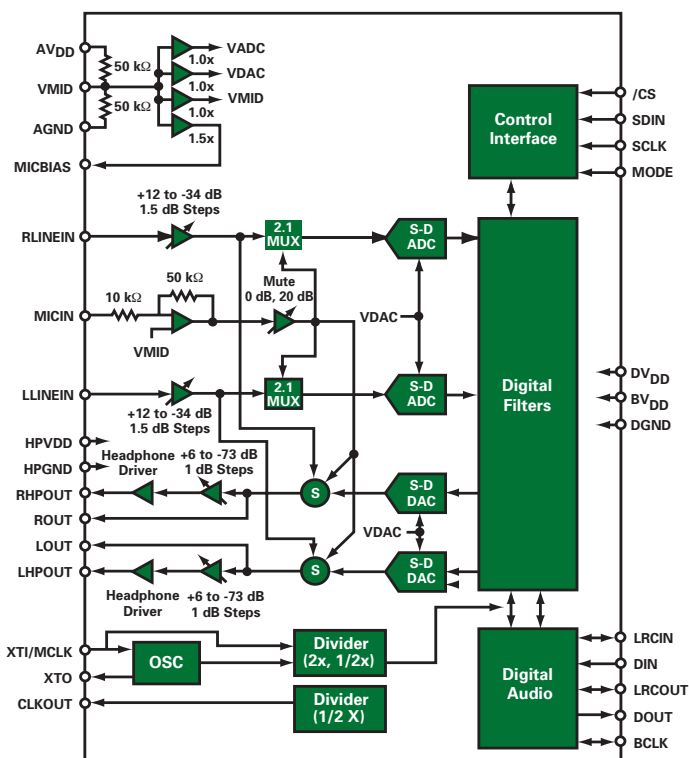 AVDD
50 kΩ
VMID
50 kΩ
AGND
MICBIAS
1.0x
VADC
1.0x
VDAC
1.0x
VMID
1.5x
Control
Interface
/CS
SDIN
SCLK
MODE
+12 to -34 dB
1.5 dB Steps
RLINEIN
2.1
MUX
S-D
ADC
50 kΩ
10 kΩ
MICIN
VMID
Mute
0 dB, 20 dB
VDAC
LLINEIN
+12 to -34 dB
1.5 dB Steps
2.1
MUX
S-D
ADC
Digital
Filters
DVDD
BVDD
DGND
HPVDD
HPGND
Headphone
Driver
+6 to -73 dB
1 dB Steps
RHPOUT
ROUT
S
S-D
DAC
VDAC
LOUT
LHPOUT
S
S-D
DAC
Headphone
Driver
+6 to -73 dB
1 dB Steps
XTI/MCLK
XTO
OSC
Divider
(2x, 1/2x)
CLKOUT
Divider
(1/2 X)
Digital
Audio
LRCIN
DIN
LRCOUT
DOUT
BCLK